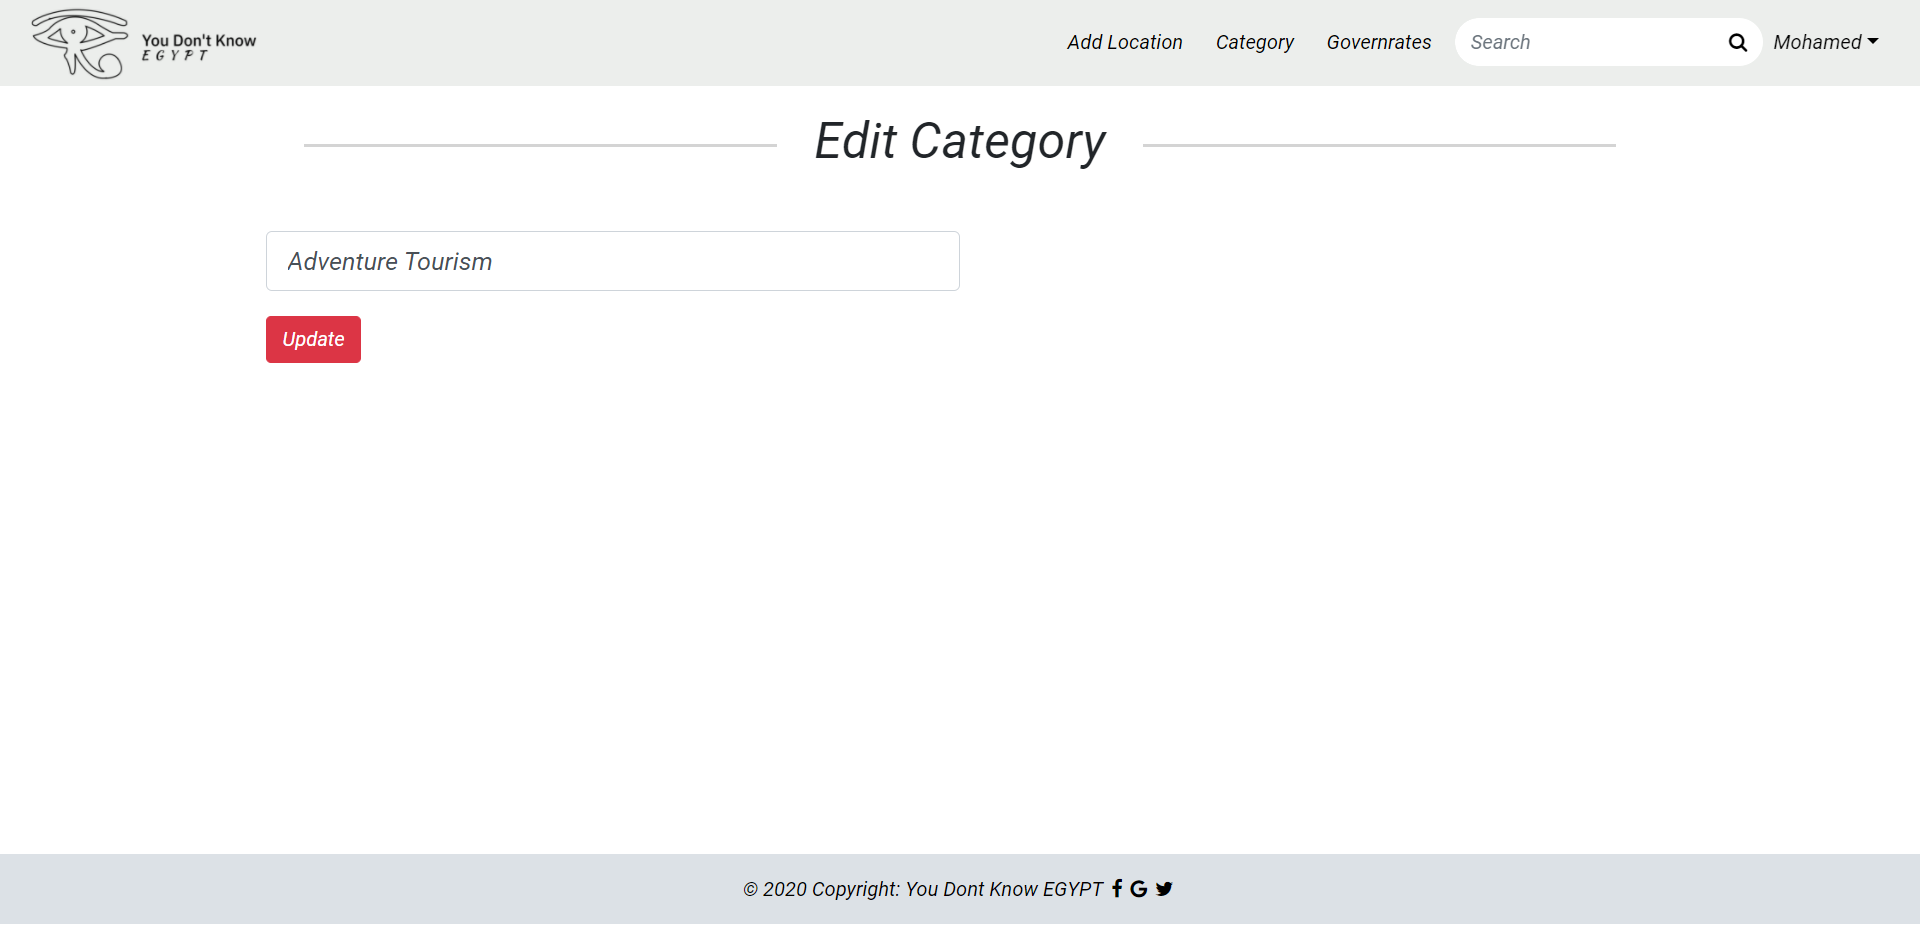 You Don't Know
EGYPT
Add Location Category Governrates Search Mohamed
Edit Category
Adventure Tourism
Update
© 2020 Copyright: You Dont Know EGYPT